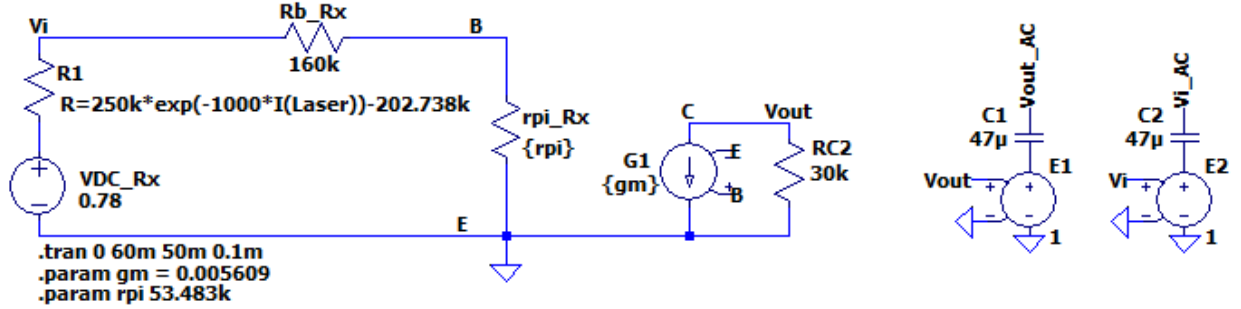 Vi
Rb_Rx
160k
B
R1
R=250k*exp(-1000*I(Laser))-202.738k
rpi_Rx
{rpi}
VDC_Rx
0.78
E
C
Vout
G1
{gm}
E
B
RC2
30k
Vout_AC
C1
47µ
Vout
E1
1
Vi_AC
C2
47µ
Vi
E2
1
.tran 0 60m 50m 0.1m
.param gm = 0.005609
.param rpi 53.483k